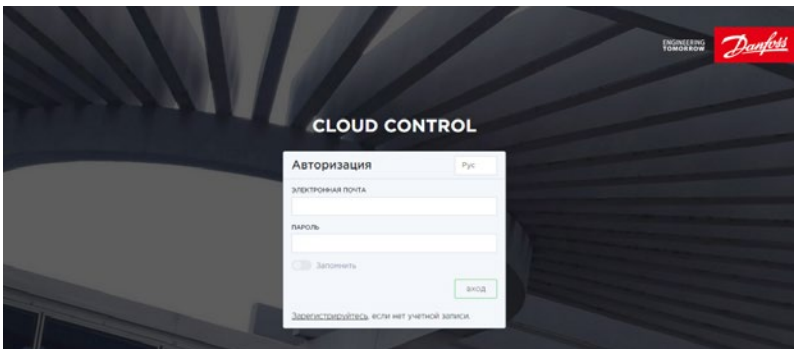 ENGINEERING
TOMORROW
Danfoss
CLOUD CONTROL
Авторизация
Рус
ЭЛЕКТРОННАЯ ПОЧТА
ПАРОЛЬ
Запомнить
ВХОД
Зарегистрируйтесь, если нет учетной записи.